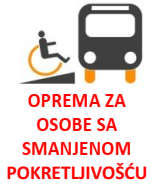 OPREMA ZA
OSOBE SA
SMANJENOM
POKRETLJIVOŠĆU